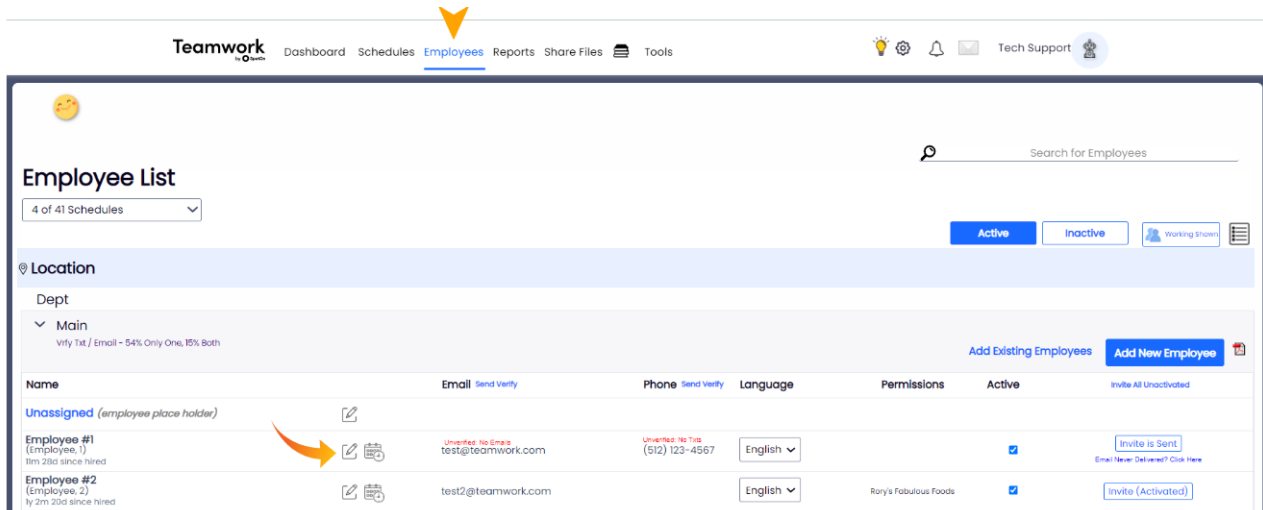 Teamwork
by SpotOn
Dashboard Schedules Employees Reports Share Files Tools
Tech Support
Search for Employees
Employee List
4 of 41 Schedules
Active Inactive Working Shown
Location
Dept
Main
Vrfy Txt / Email - 54% Only One, 15% Both
Add Existing Employees Add New Employee
Name Email Send Verify Phone Send Verify Language Permissions Active Invite All Unactivated
Unassigned (employee place holder)
Employee #1
(Employee, 1)
11m 28d since hired
Unverified: No Emails
test@teamwork.com
Unverified: No Txts
(512) 123-4567
English
Invite is Sent
Email Never Delivered? Click Here
Employee #2
(Employee, 2)
1y 2m 20d since hired
test2@teamwork.com
English
Rory's Fabulous Foods
Invite (Activated)